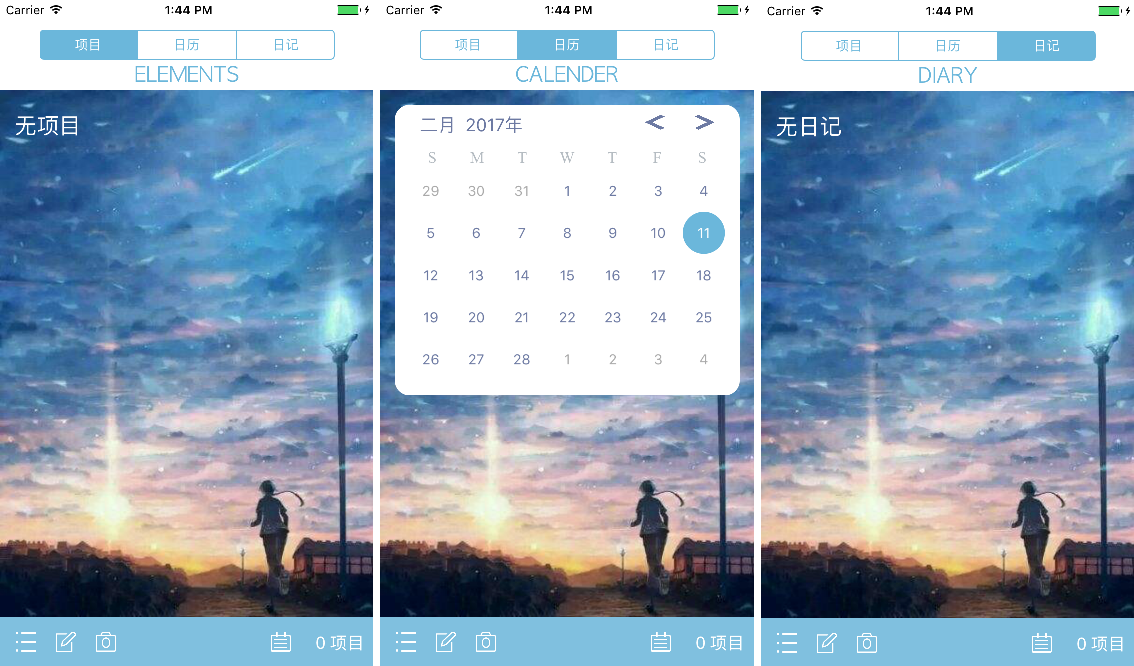 Carrier 1:44 PM
项目 日历 日记
ELEMENTS
无项目
0 项目
Carrier 1:44 PM
项目 日历 日记
CALENDER
二月 2017年 < >
S M T W T F S
29 30 31 1 2 3 4
5 6 7 8 9 10 11
12 13 14 15 16 17 18
19 20 21 22 23 24 25
26 27 28 1 2 3 4
0 项目
Carrier 1:44 PM
项目 日历 日记
DIARY
无日记
0 项目